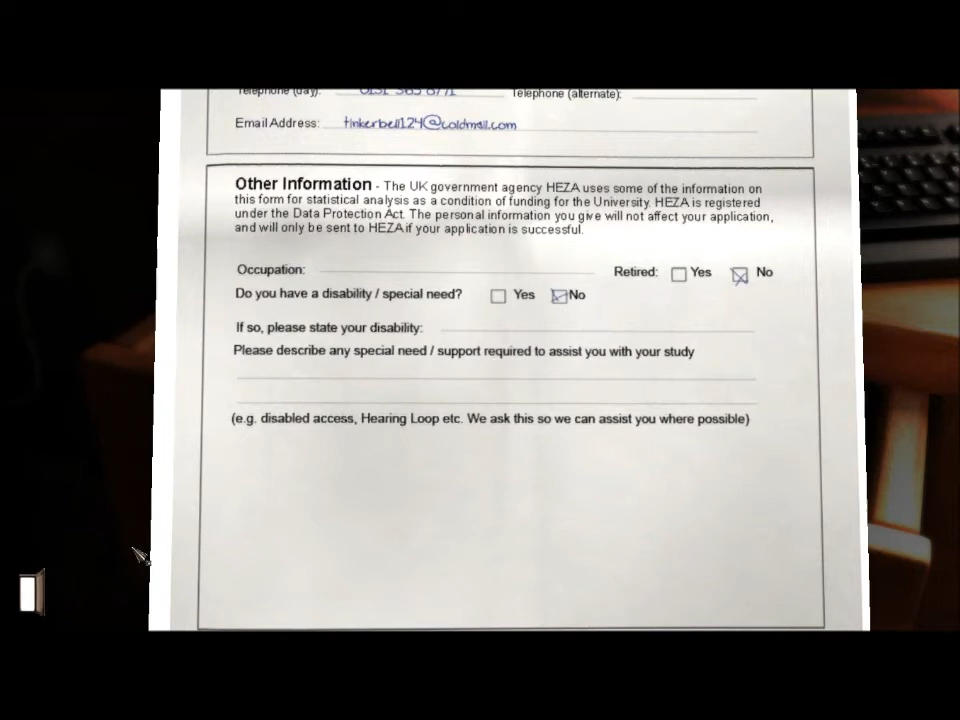 Telephone (day): 0131 565 6771 Telephone (alternate):
Email Address: tinkerbell124@coldmail.com
Other Information - The UK government agency HEZA uses some of the information on
this form for statistical analysis as a condition of funding for the University. HEZA is registered
under the Data Protection Act. The personal information you give will not affect your application,
and will only be sent to HEZA if your application is successful.
Occupation: Retired: Yes No
Do you have a disability / special need? Yes No
If so, please state your disability:
Please describe any special need / support required to assist you with your study
(e.g. disabled access, Hearing Loop etc. We ask this so we can assist you where possible)